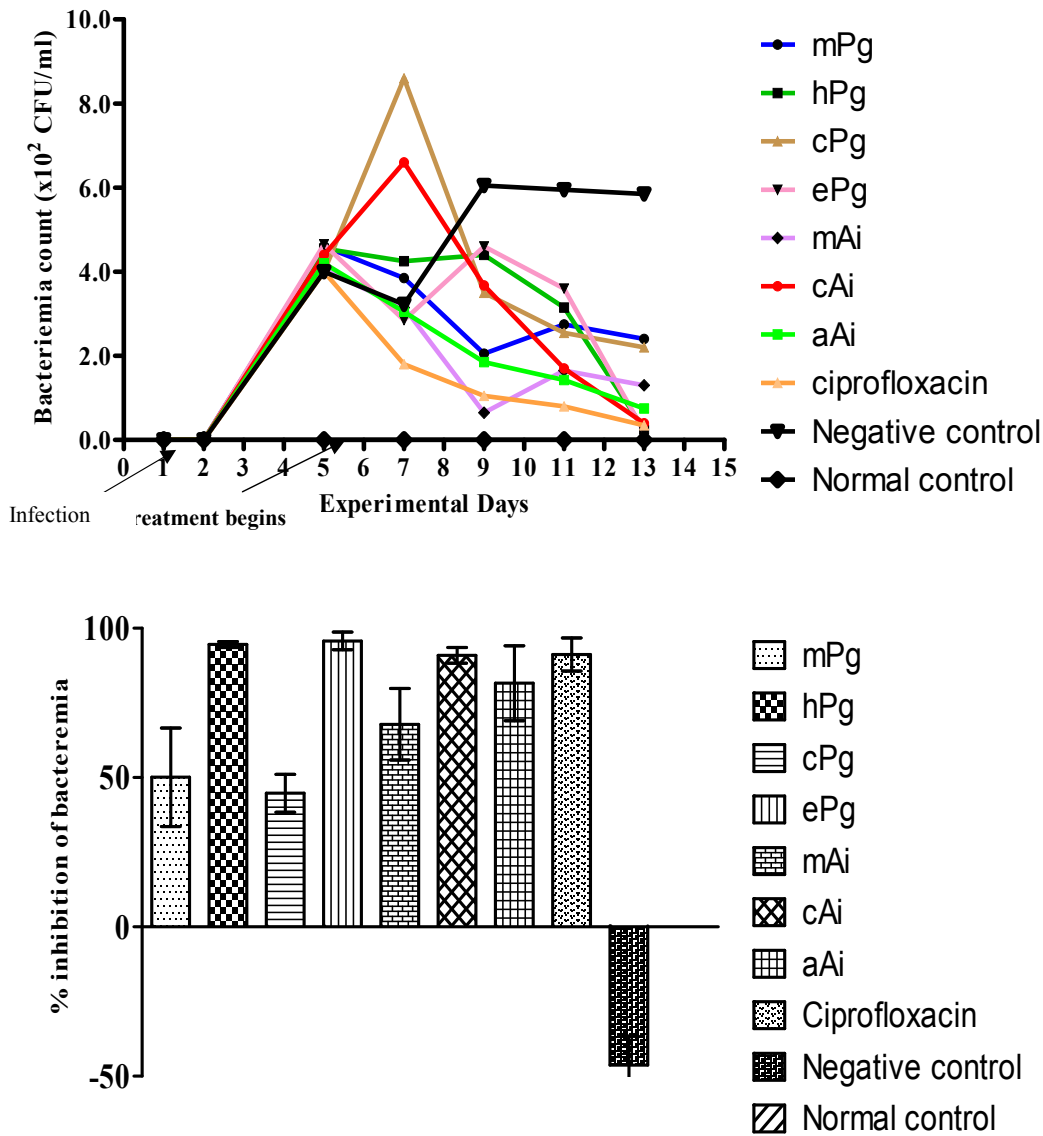 10.0
8.0
6.0
4.0
2.0
0.0
Bacteriemia count (x10² CFU/ml)
0 1 2 3 4 5 6 7 8 9 10 11 12 13 14 15
Experimental Days
Infection
reatment begins
mPg
hPg
cPg
ePg
mAi
cAi
aAi
ciprofloxacin
Negative control
Normal control
100
50
0
-50
% inhibition of bacteremia
mPg
hPg
cPg
ePg
mAi
cAi
aAi
Ciprofloxacin
Negative control
Normal control